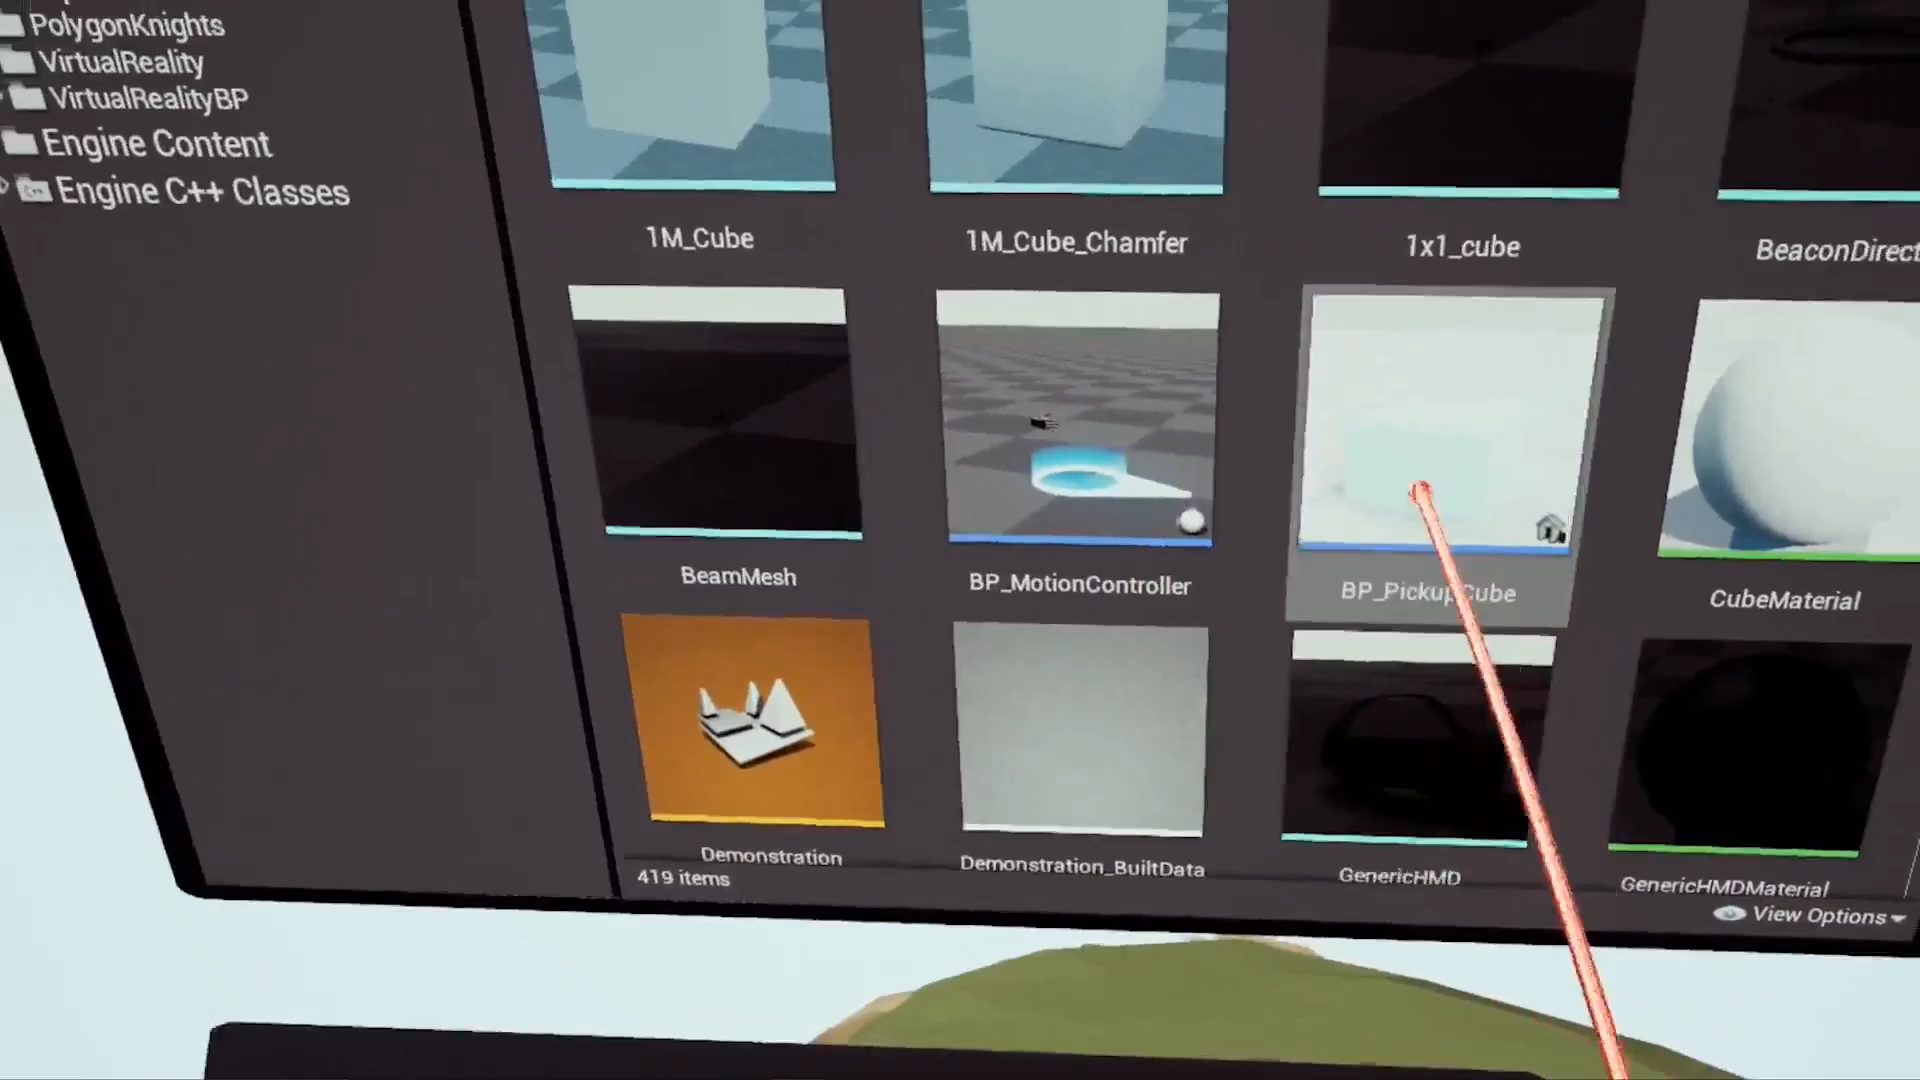 PolygonKnights
VirtualReality
VirtualRealityBP
Engine Content
C++ Engine C++ Classes
1M_Cube
1M_Cube_Chamfer
1x1_cube
BeaconDirect
BeamMesh
BP_MotionController
BP_PickupCube
CubeMaterial
Demonstration
Demonstration_BuiltData
GenericHMD
GenericHMDMaterial
419 items
View Options